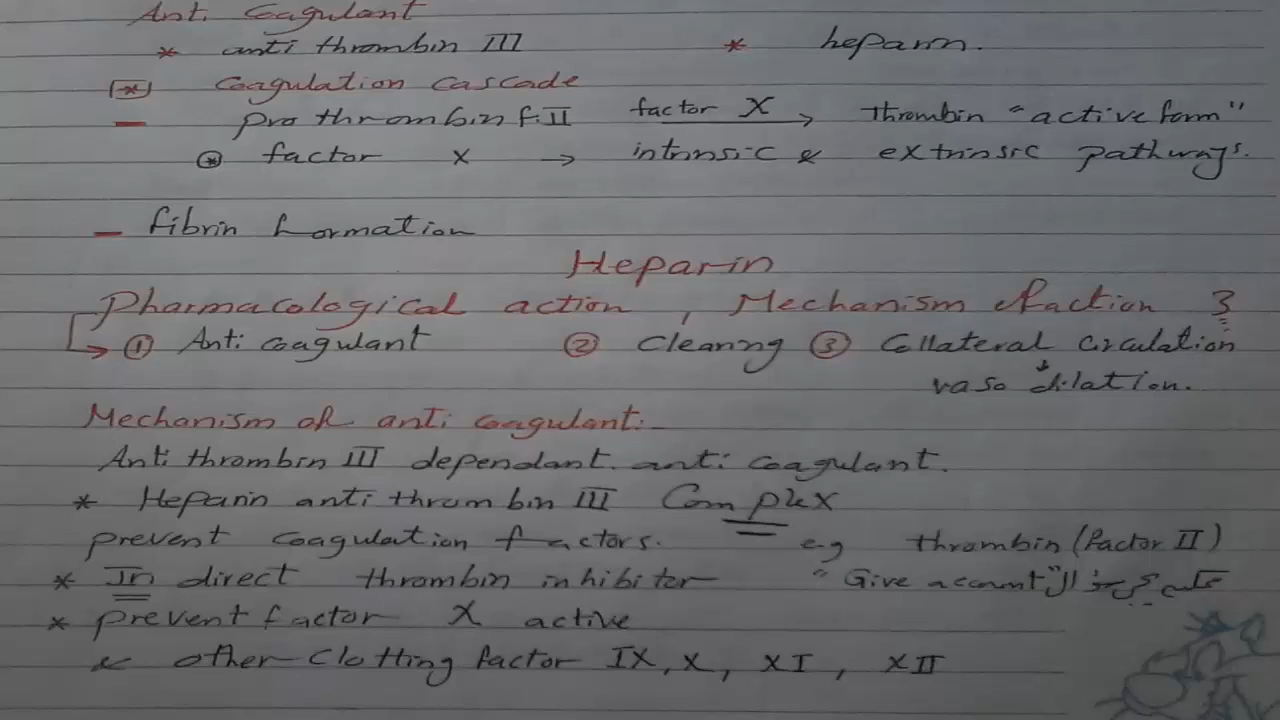 Anti Coagulant
* anti thrombin III * heparin.
* Coagulation Cascade
- pro thrombin f.II factor X → thrombin "active form"
* factor X → intrinsic & extrinsic pathways.
- fibrin formation
Heparin
Pharmacological action , Mechanism of action 3
① Anti coagulant ② Clearing ③ Collateral circulation
vaso dilation.
Mechanism of anti coagulant:-
Anti thrombin III dependant anti coagulant.
* Heparin anti thrombin III Complex
prevent coagulation factors. e.g thrombin (factor II)
* In direct thrombin inhibiter "Give account"
* prevent factor X active
& other clotting factor IX, X, XI, XII